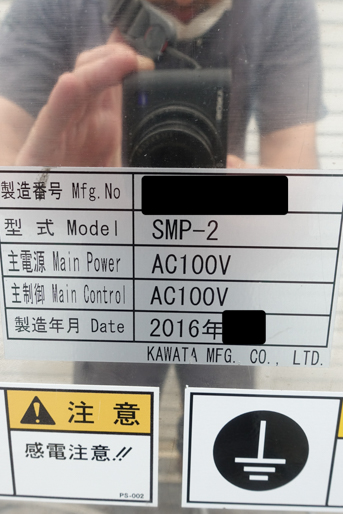 製造番号 Mfg.No
型式 Model SMP-2
主電源 Main Power AC100V
主制御 Main Control AC100V
製造年月 Date 2016年
KAWATA MFG. CO., LTD.
注意
感電注意!!
PS-002